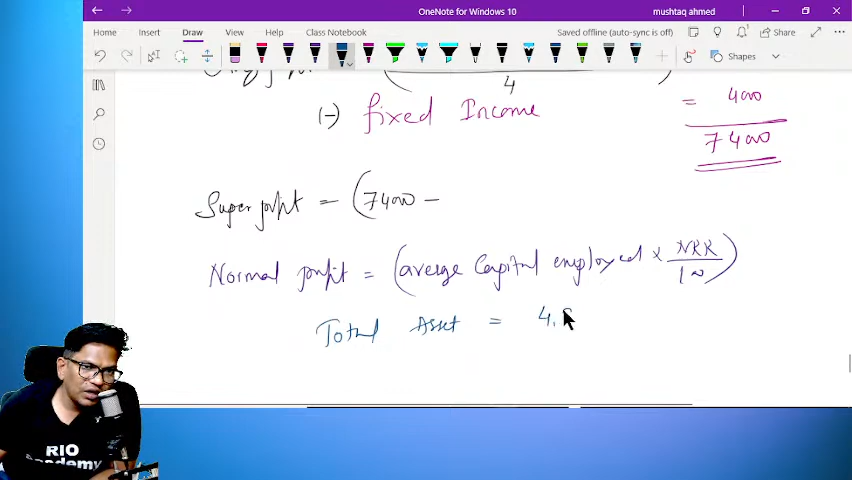 OneNote for Windows 10
mushtaq ahmed
Home Insert Draw View Help Class Notebook
Saved offline (auto-sync is off)
Share
Shapes
4
(-) fixed Income
= 400
7400
Super profit = (7400 -
Normal profit = (averge Capital employed x NRR/100)
Total Asset = 4.
RIO
Academy